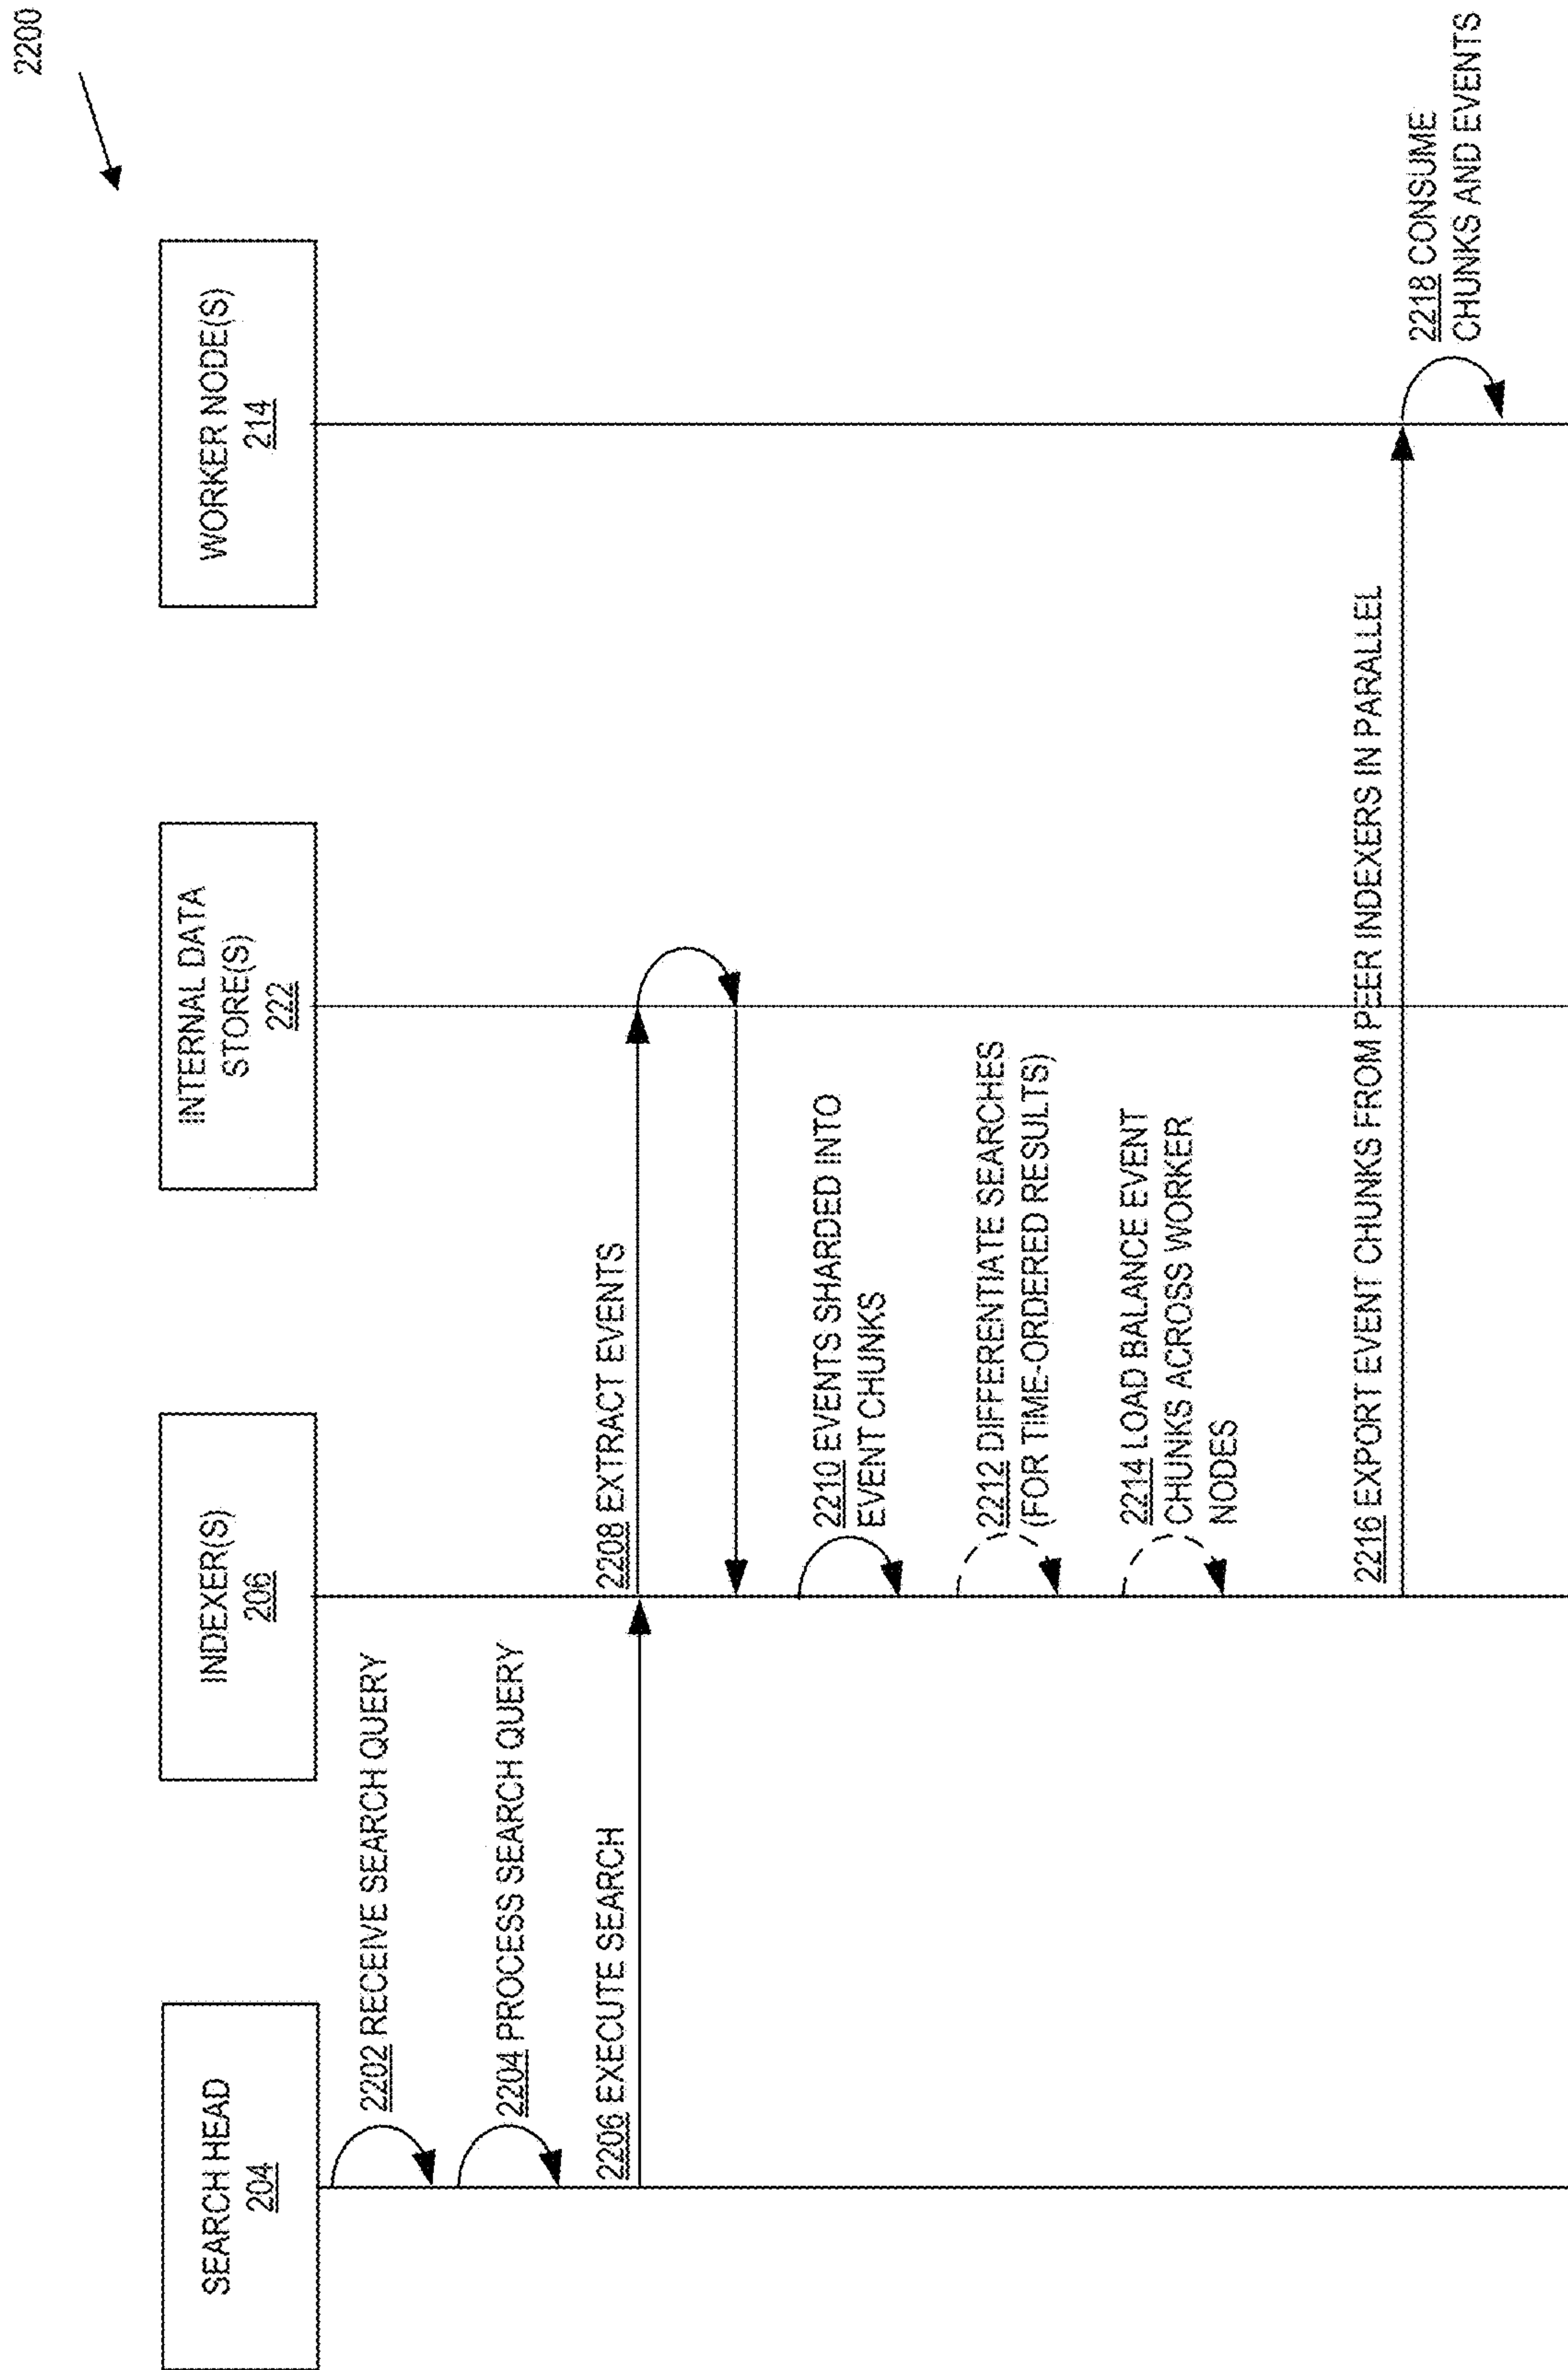 2200
SEARCH HEAD
204
INDEXER(S)
206
INTERNAL DATA
STORE(S)
222
WORKER NODE(S)
214
2202 RECEIVE SEARCH QUERY
2204 PROCESS SEARCH QUERY
2206 EXECUTE SEARCH
2208 EXTRACT EVENTS
2210 EVENTS SHARDED INTO
EVENT CHUNKS
2212 DIFFERENTIATE SEARCHES
(FOR TIME-ORDERED RESULTS)
2214 LOAD BALANCE EVENT
CHUNKS ACROSS WORKER
NODES
2216 EXPORT EVENT CHUNKS FROM PEER INDEXERS IN PARALLEL
2218 CONSUME
CHUNKS AND EVENTS